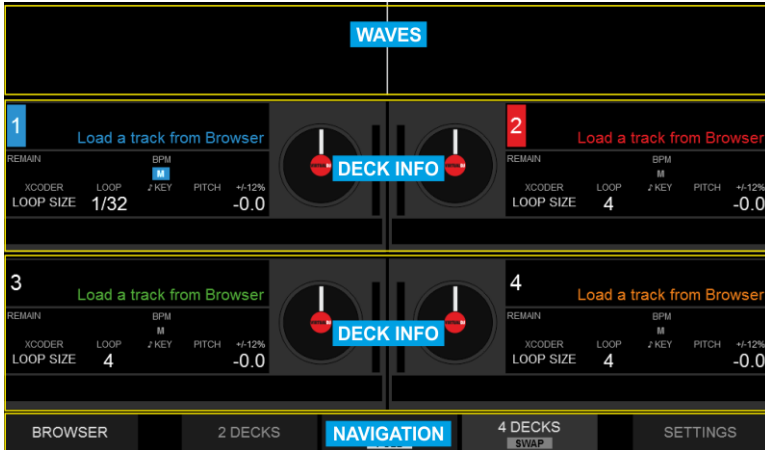 WAVES
1
Load a track from Browser
REMAIN BPM
M
XCODER LOOP ♪ KEY PITCH +/-12%
LOOP SIZE 1/32 -0.0
DECK INFO
2
Load a track from Browser
REMAIN BPM
M
XCODER LOOP ♪ KEY PITCH +/-12%
LOOP SIZE 4 -0.0
3
Load a track from Browser
REMAIN BPM
M
XCODER LOOP ♪ KEY PITCH +/-12%
LOOP SIZE 4 -0.0
DECK INFO
4
Load a track from Browser
REMAIN BPM
M
XCODER LOOP ♪ KEY PITCH +/-12%
LOOP SIZE 4 -0.0
BROWSER 2 DECKS NAVIGATION 4 DECKS SETTINGS
SWAP